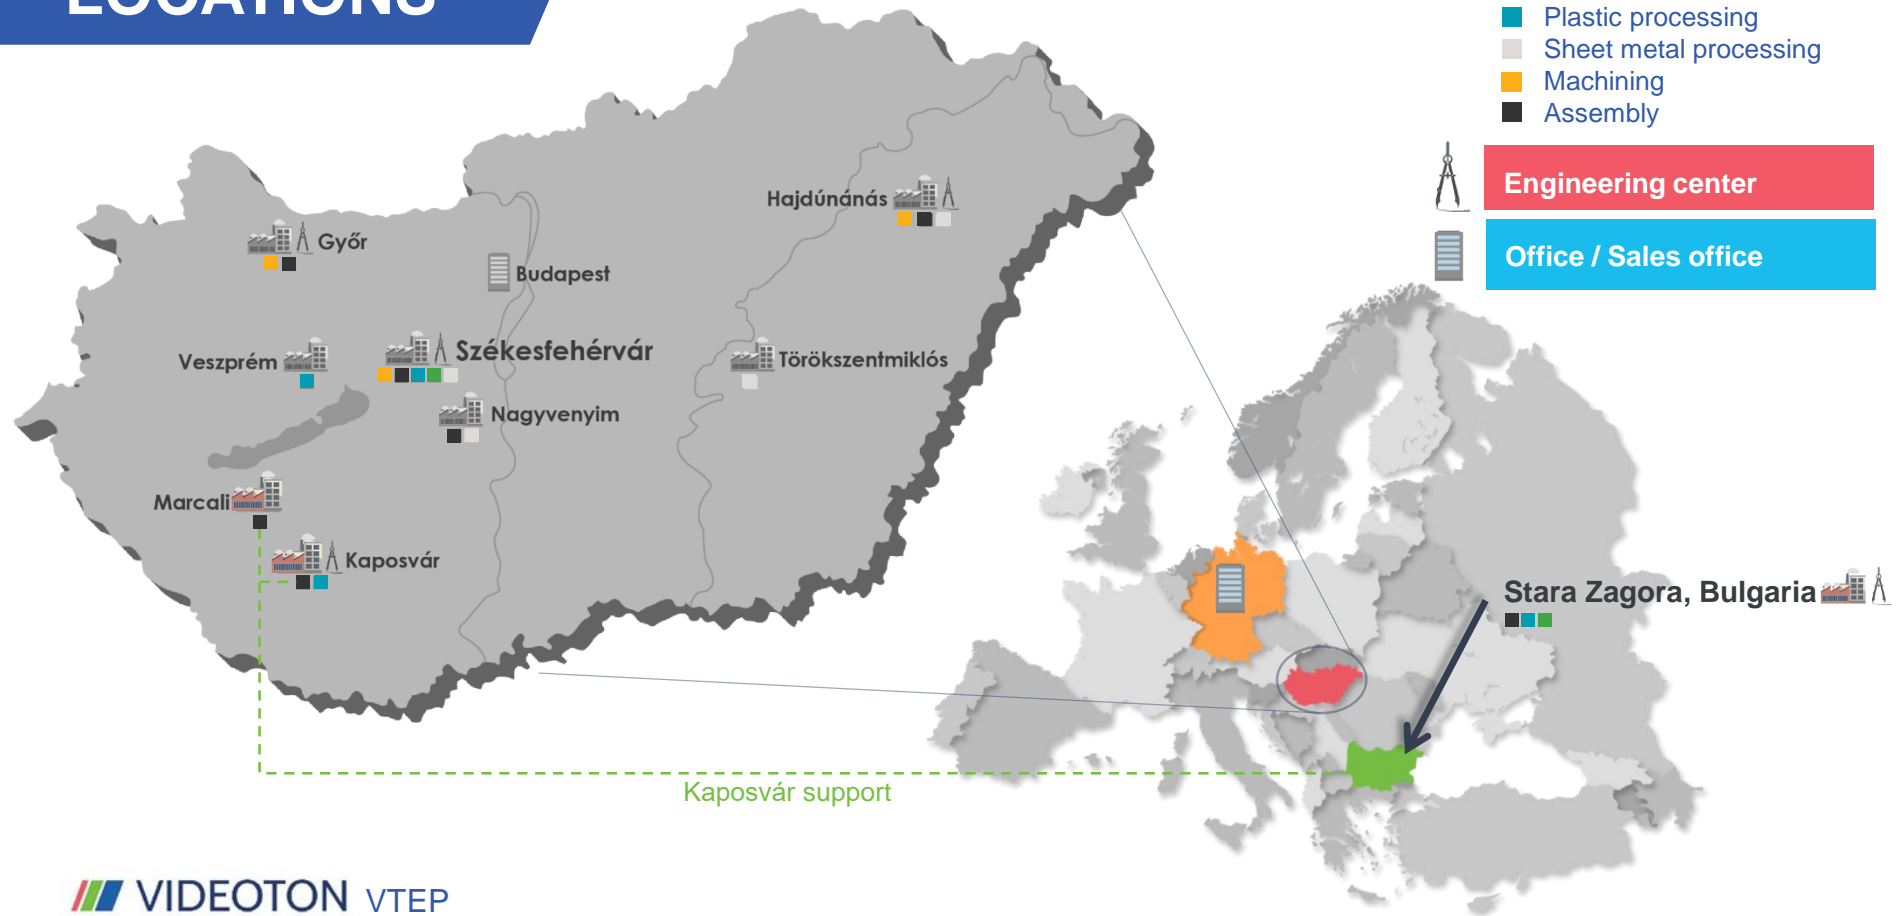 LOCATIONS
Plastic processing
Sheet metal processing
Machining
Assembly
Engineering center
Office / Sales office
Hajdúnánás
Győr
Budapest
Székesfehérvár
Veszprém
Törökszentmiklós
Nagyvenyim
Marcali
Kaposvár
Stara Zagora, Bulgaria
Kaposvár support
VIDEOTON VTEP